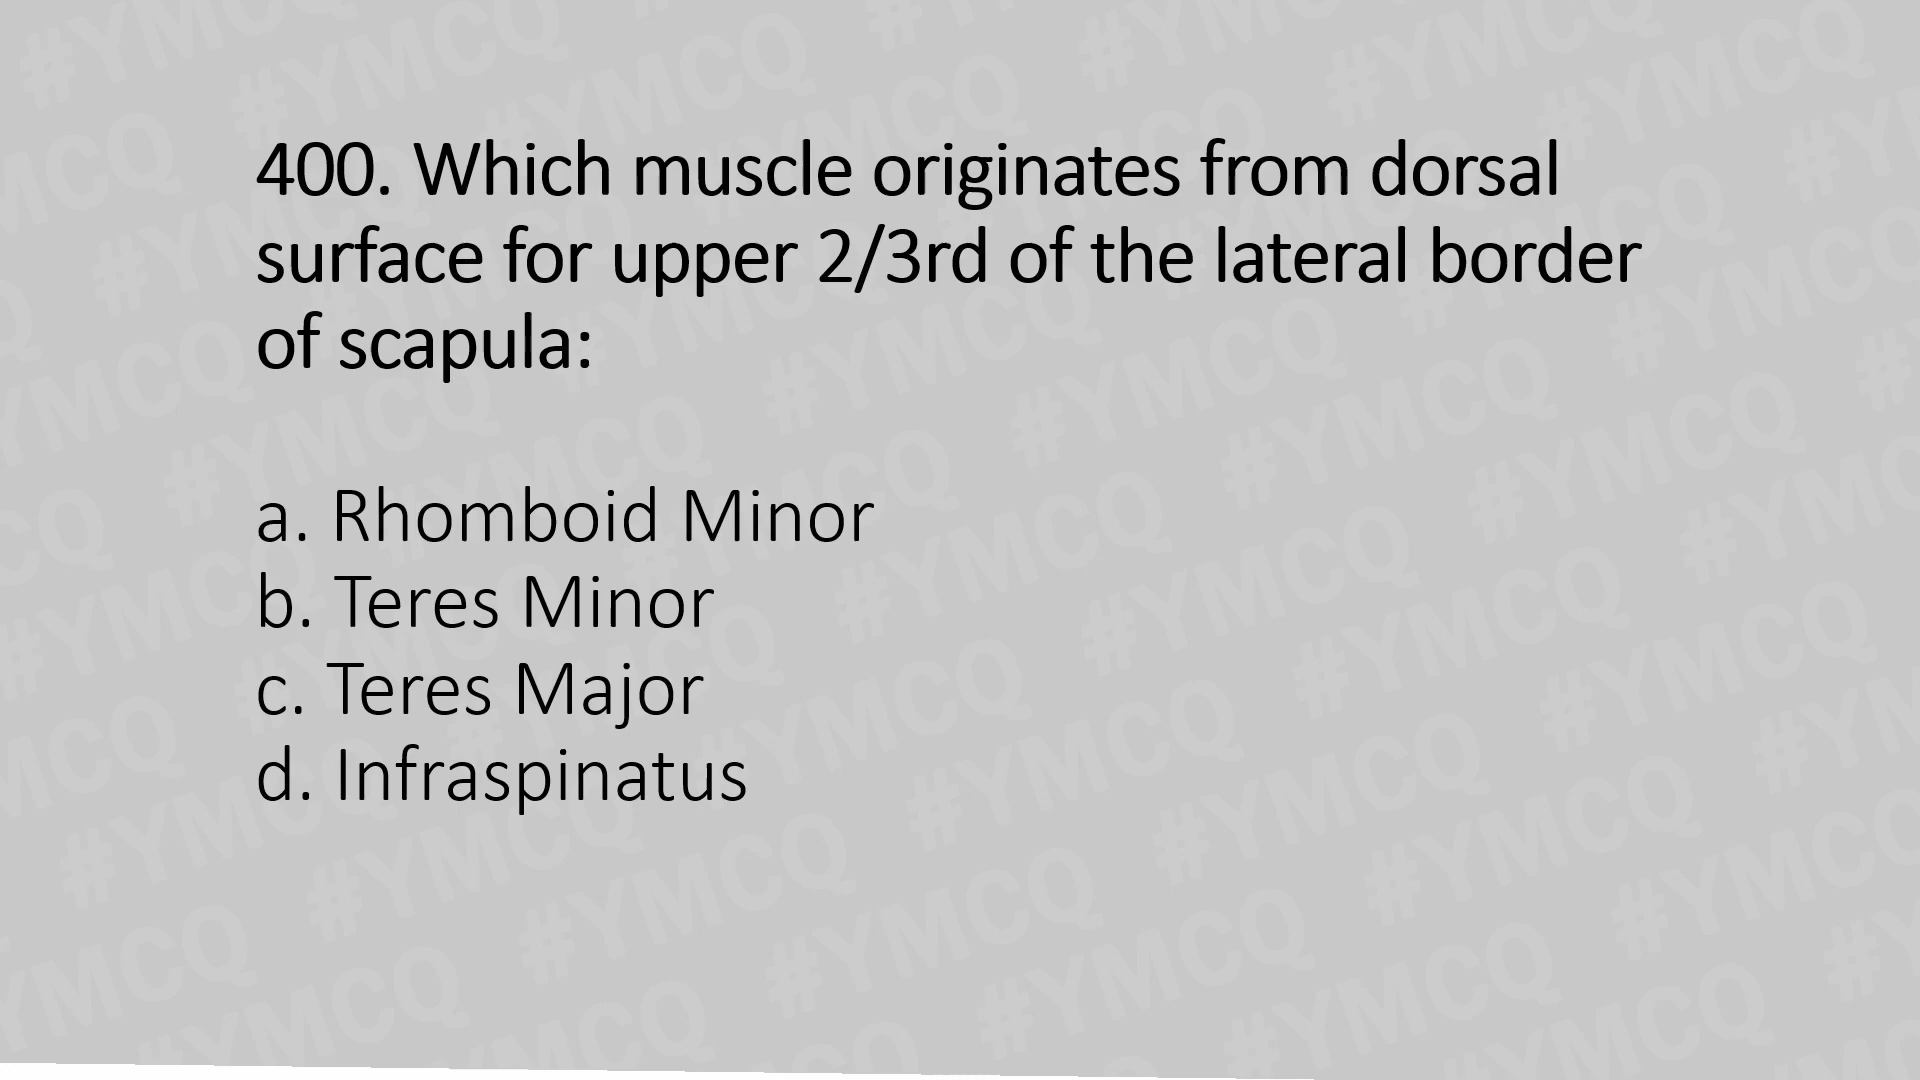 400. Which muscle originates from dorsal
surface for upper 2/3rd of the lateral border
of scapula:
a. Rhomboid Minor
b. Teres Minor
c. Teres Major
d. Infraspinatus
#YMCQ